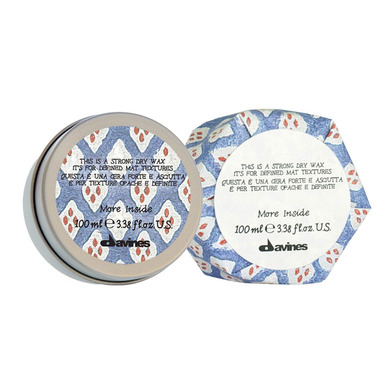 THIS IS A STRONG DRY WAX
IT'S FOR DEFINED MAT TEXTURES
QUESTA È UNA CERA FORTE E ASCIUTTA
E PER TEXTURE OPACHE E DEFINITE
More Inside
100 ml ℮ 3.38 fl.oz. U.S.
davines
THIS IS A STRONG DRY WAX
IT'S FOR DEFINED MAT TEXTURES
QUESTA È UNA CERA FORTE E ASCIUTTA
E PER TEXTURE OPACHE E DEFINITE
More Inside
100 ml ℮ 3.38 fl.oz. U.S.
davines